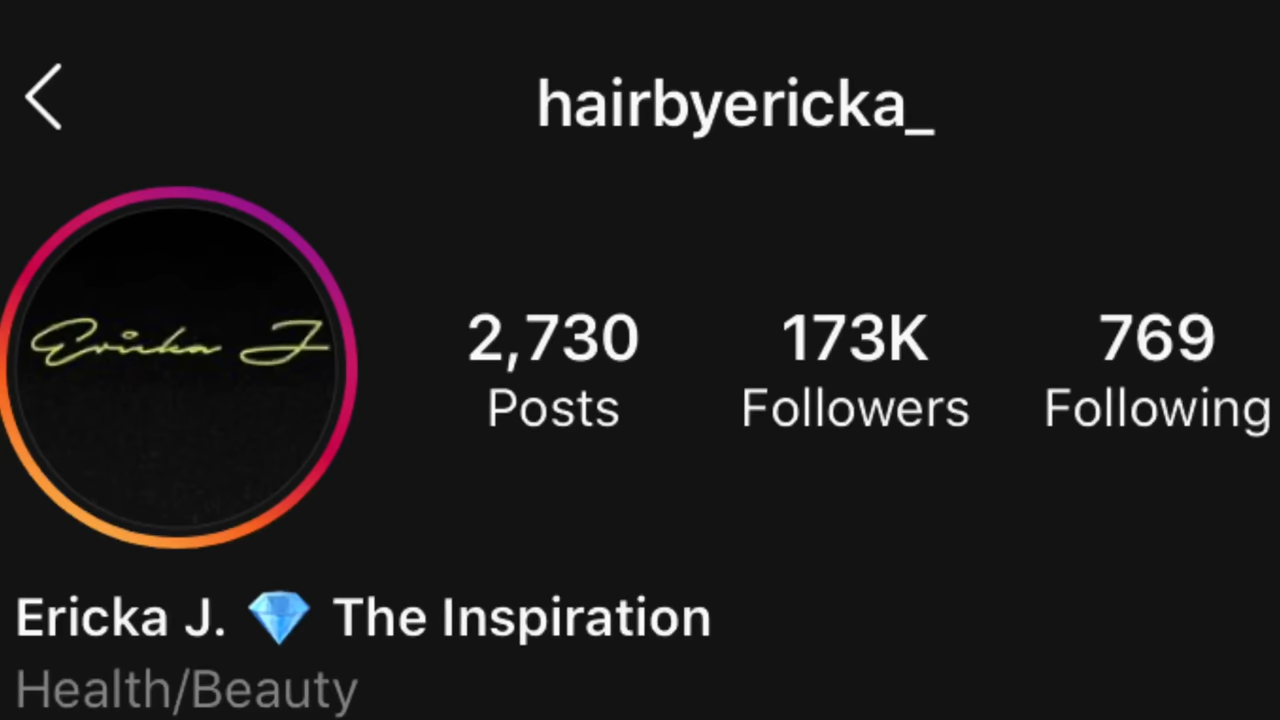 hairbyericka_
Ericka J
2,730 173K 769
Posts Followers Following
Ericka J. 💎 The Inspiration
Health/Beauty